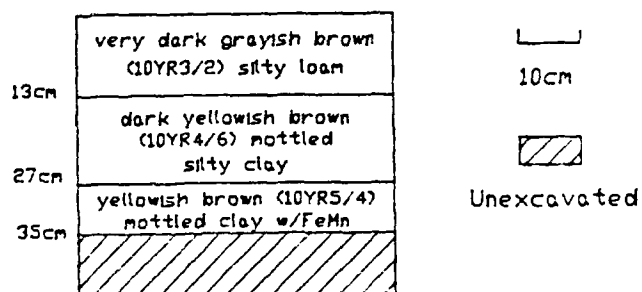 very dark grayish brown
(10YR3/2) silty loam
13cm
dark yellowish brown
(10YR4/6) mottled
silty clay
27cm
yellowish brown (10YR5/4)
mottled clay w/FeMn
35cm
10cm
Unexcavated